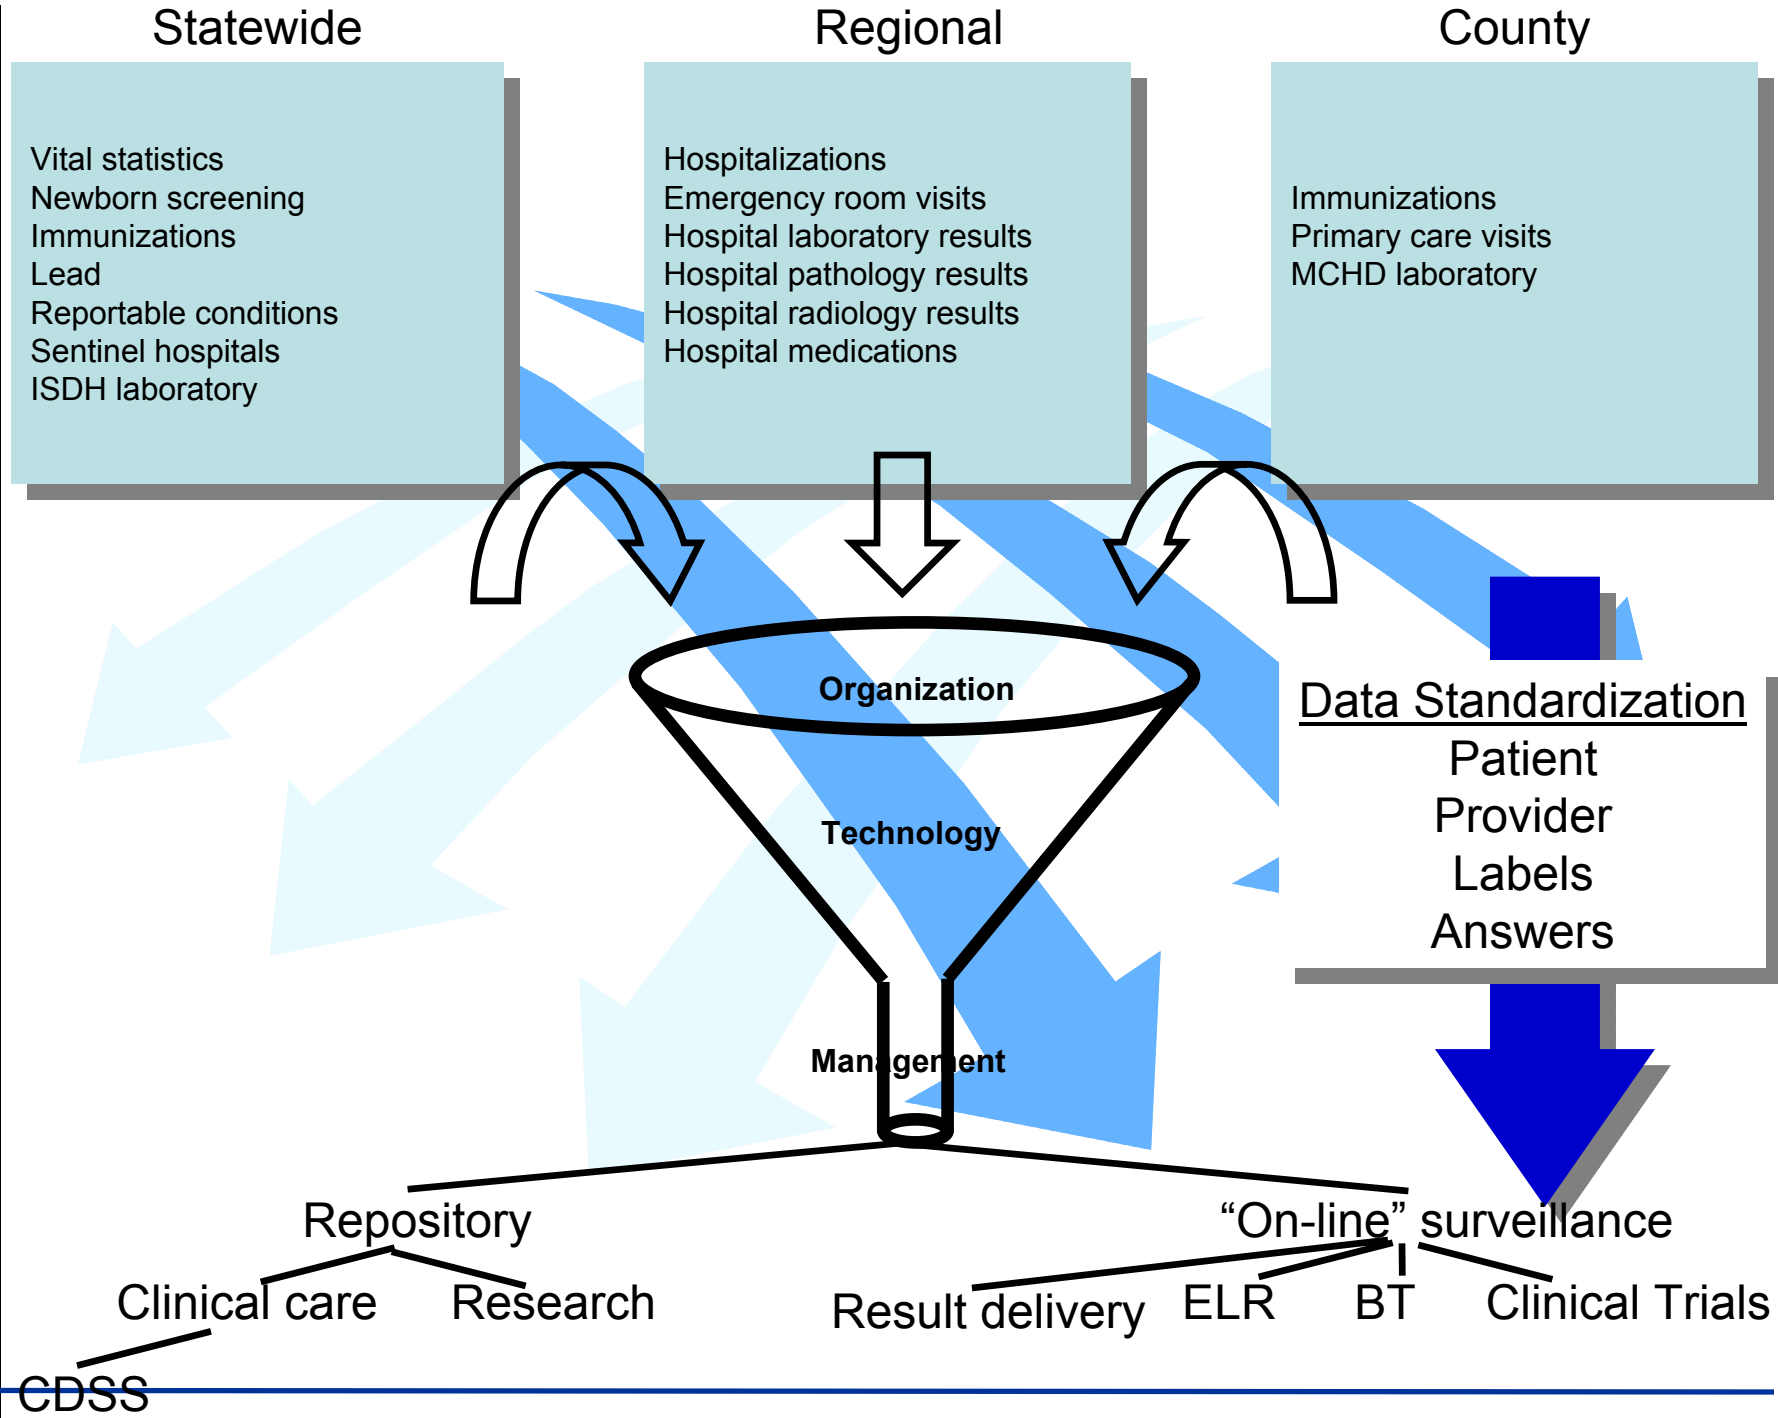 Statewide
Regional
County
Vital statistics
Newborn screening
Immunizations
Lead
Reportable conditions
Sentinel hospitals
ISDH laboratory
Hospitalizations
Emergency room visits
Hospital laboratory results
Hospital pathology results
Hospital radiology results
Hospital medications
Immunizations
Primary care visits
MCHD laboratory
Organization
Technology
Management
Data Standardization
Patient
Provider
Labels
Answers
Repository
“On-line” surveillance
Clinical care
Research
Result delivery
ELR
BT
Clinical Trials
CDSS